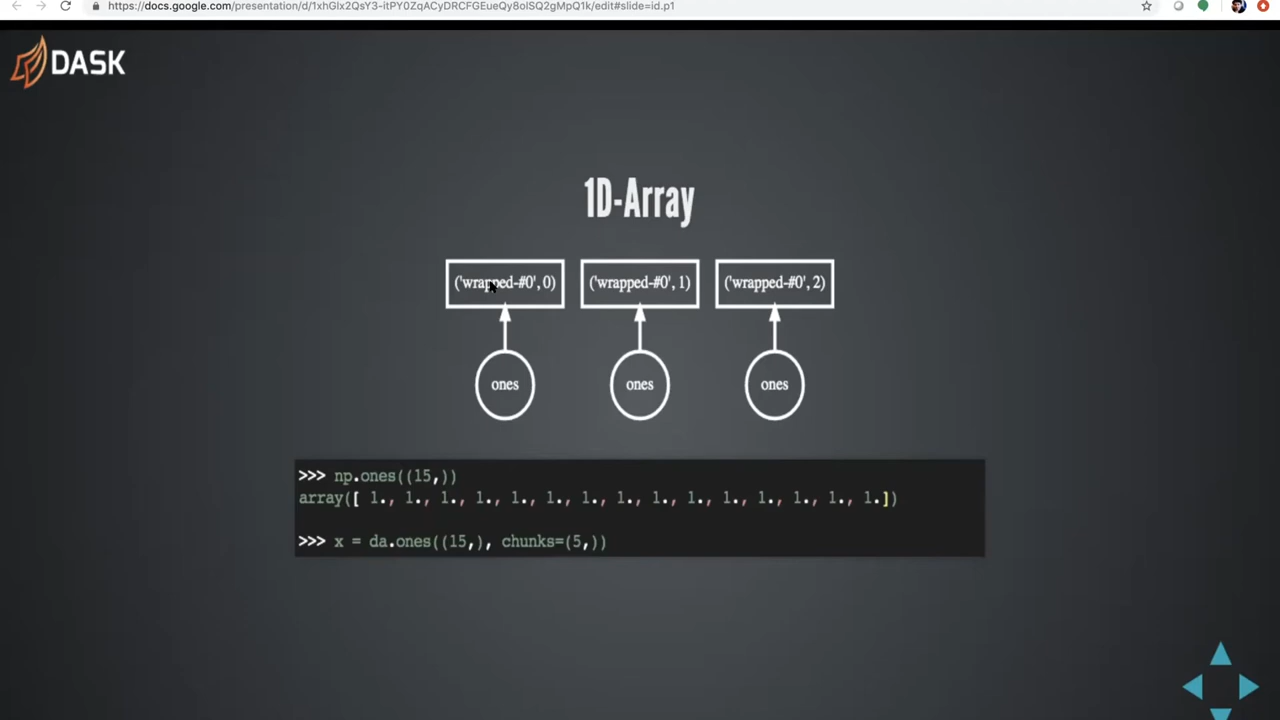 https://docs.google.com/presentation/d/1xhGlx2QsY3-itPY0ZqACyDRCFGEueQy8olSQ2gMpQ1k/edit#slide=id.p1
DASK
1D-Array
('wrapped-#0', 0) ('wrapped-#0', 1) ('wrapped-#0', 2)
ones ones ones
>>> np.ones((15,))
array([ 1., 1., 1., 1., 1., 1., 1., 1., 1., 1., 1., 1., 1., 1., 1.])
>>> x = da.ones((15,), chunks=(5,))